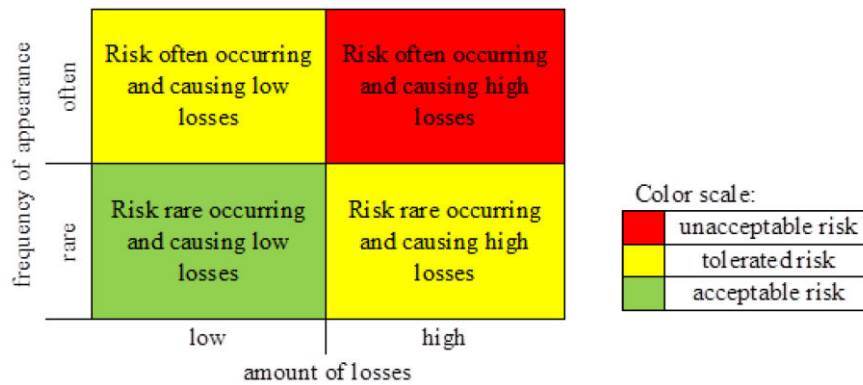 frequency of appearance
often
Risk often occurring
and causing low
losses
Risk often occurring
and causing high
losses
rare
Risk rare occurring
and causing low
losses
Risk rare occurring
and causing high
losses
low
high
amount of losses
Color scale:
unacceptable risk
tolerated risk
acceptable risk